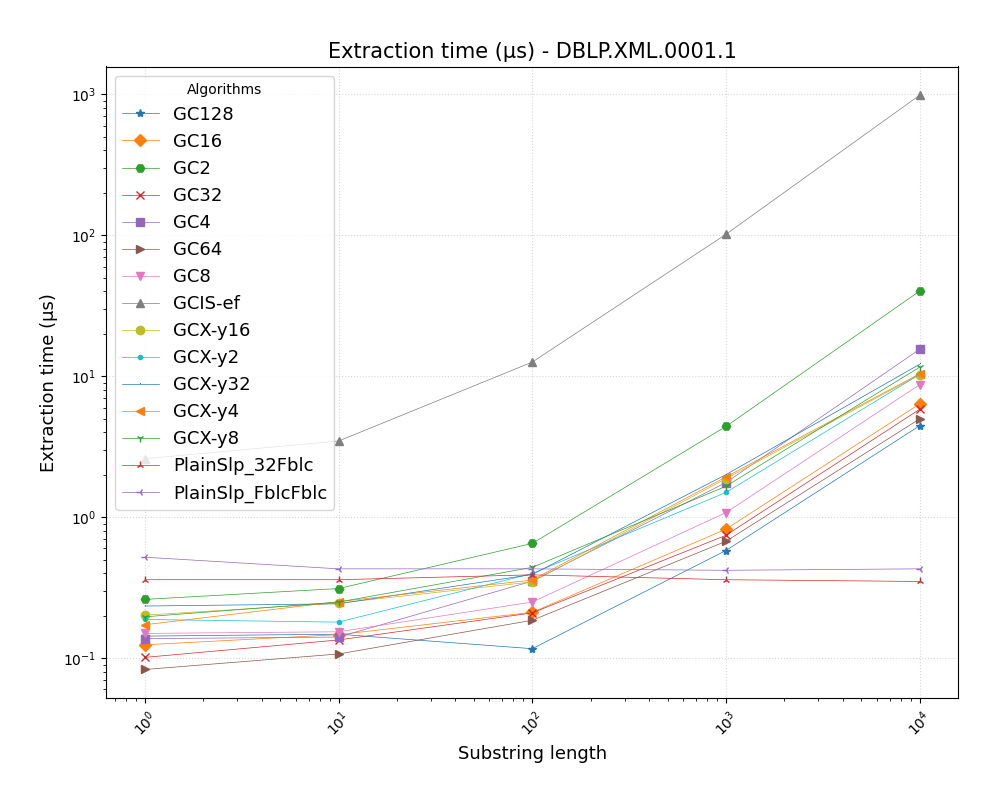 Extraction time (µs) - DBLP.XML.0001.1
Extraction time (µs)
10³
10²
10¹
10⁰
10⁻¹
Algorithms
GC128
GC16
GC2
GC32
GC4
GC64
GC8
GCIS-ef
GCX-y16
GCX-y2
GCX-y32
GCX-y4
GCX-y8
PlainSlp_32Fblc
PlainSlp_FblcFblc
10⁰
10¹
10²
10³
10⁴
Substring length